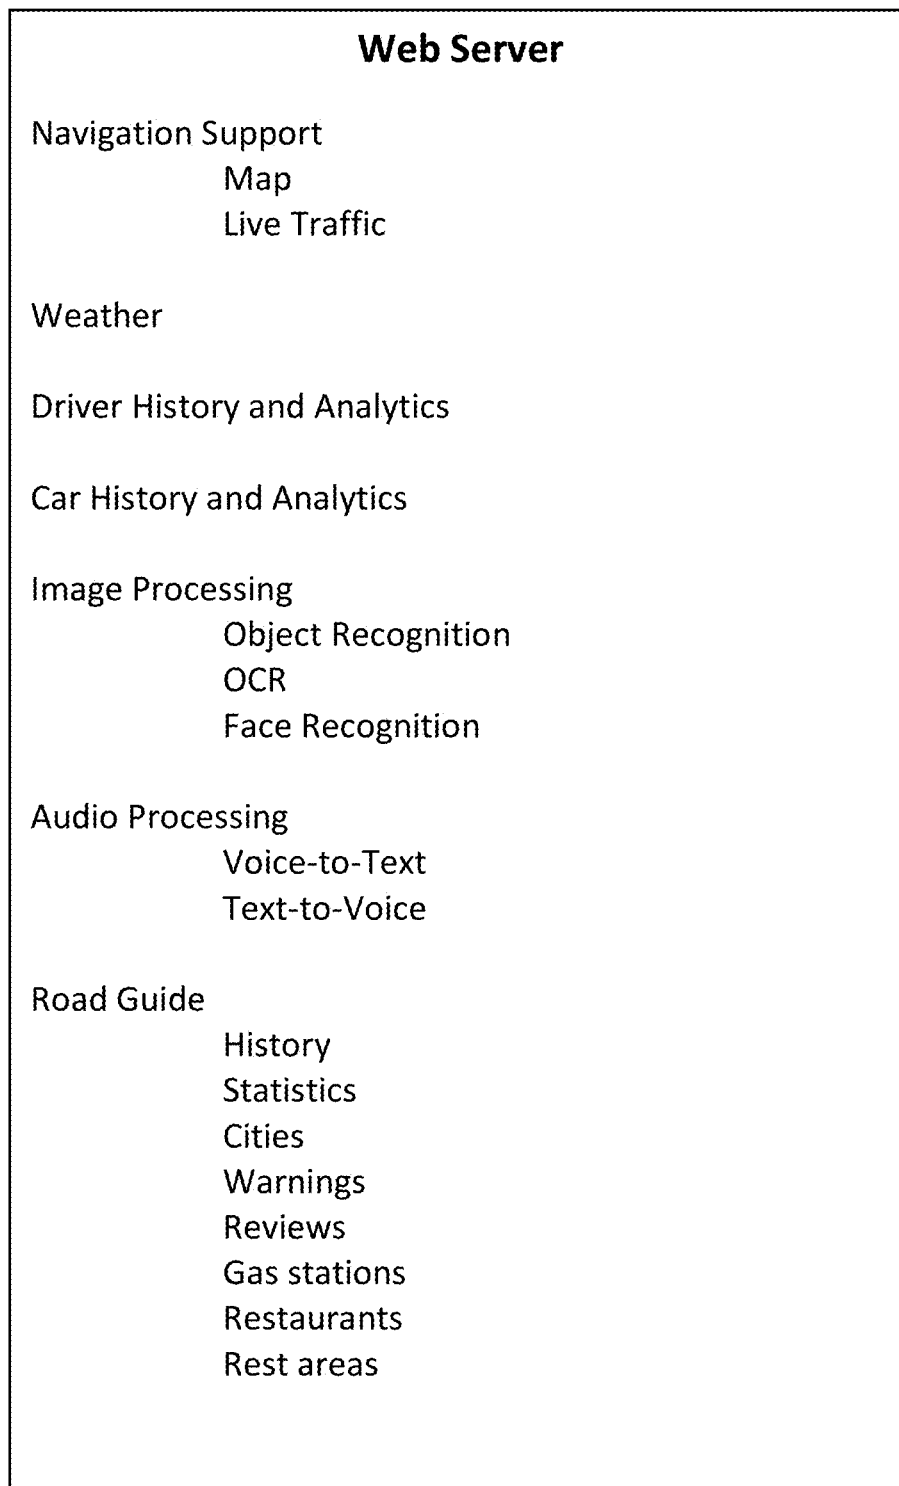 Web Server
Navigation Support
Map
Live Traffic
Weather
Driver History and Analytics
Car History and Analytics
Image Processing
Object Recognition
OCR
Face Recognition
Audio Processing
Voice-to-Text
Text-to-Voice
Road Guide
History
Statistics
Cities
Warnings
Reviews
Gas stations
Restaurants
Rest areas